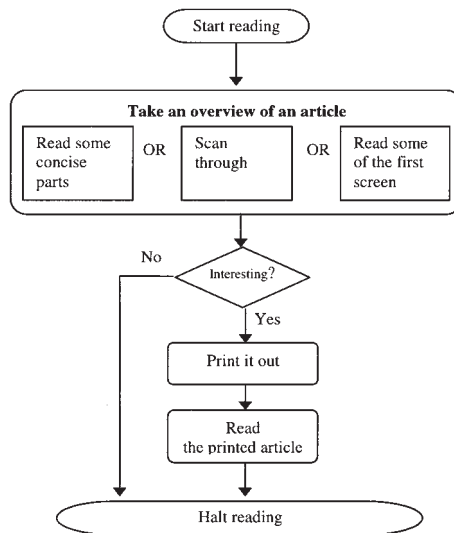 Start reading
Take an overview of an article
Read some
concise
parts
OR
Scan
through
OR
Read some
of the first
screen
No
Interesting?
Yes
Print it out
Read
the printed article
Halt reading